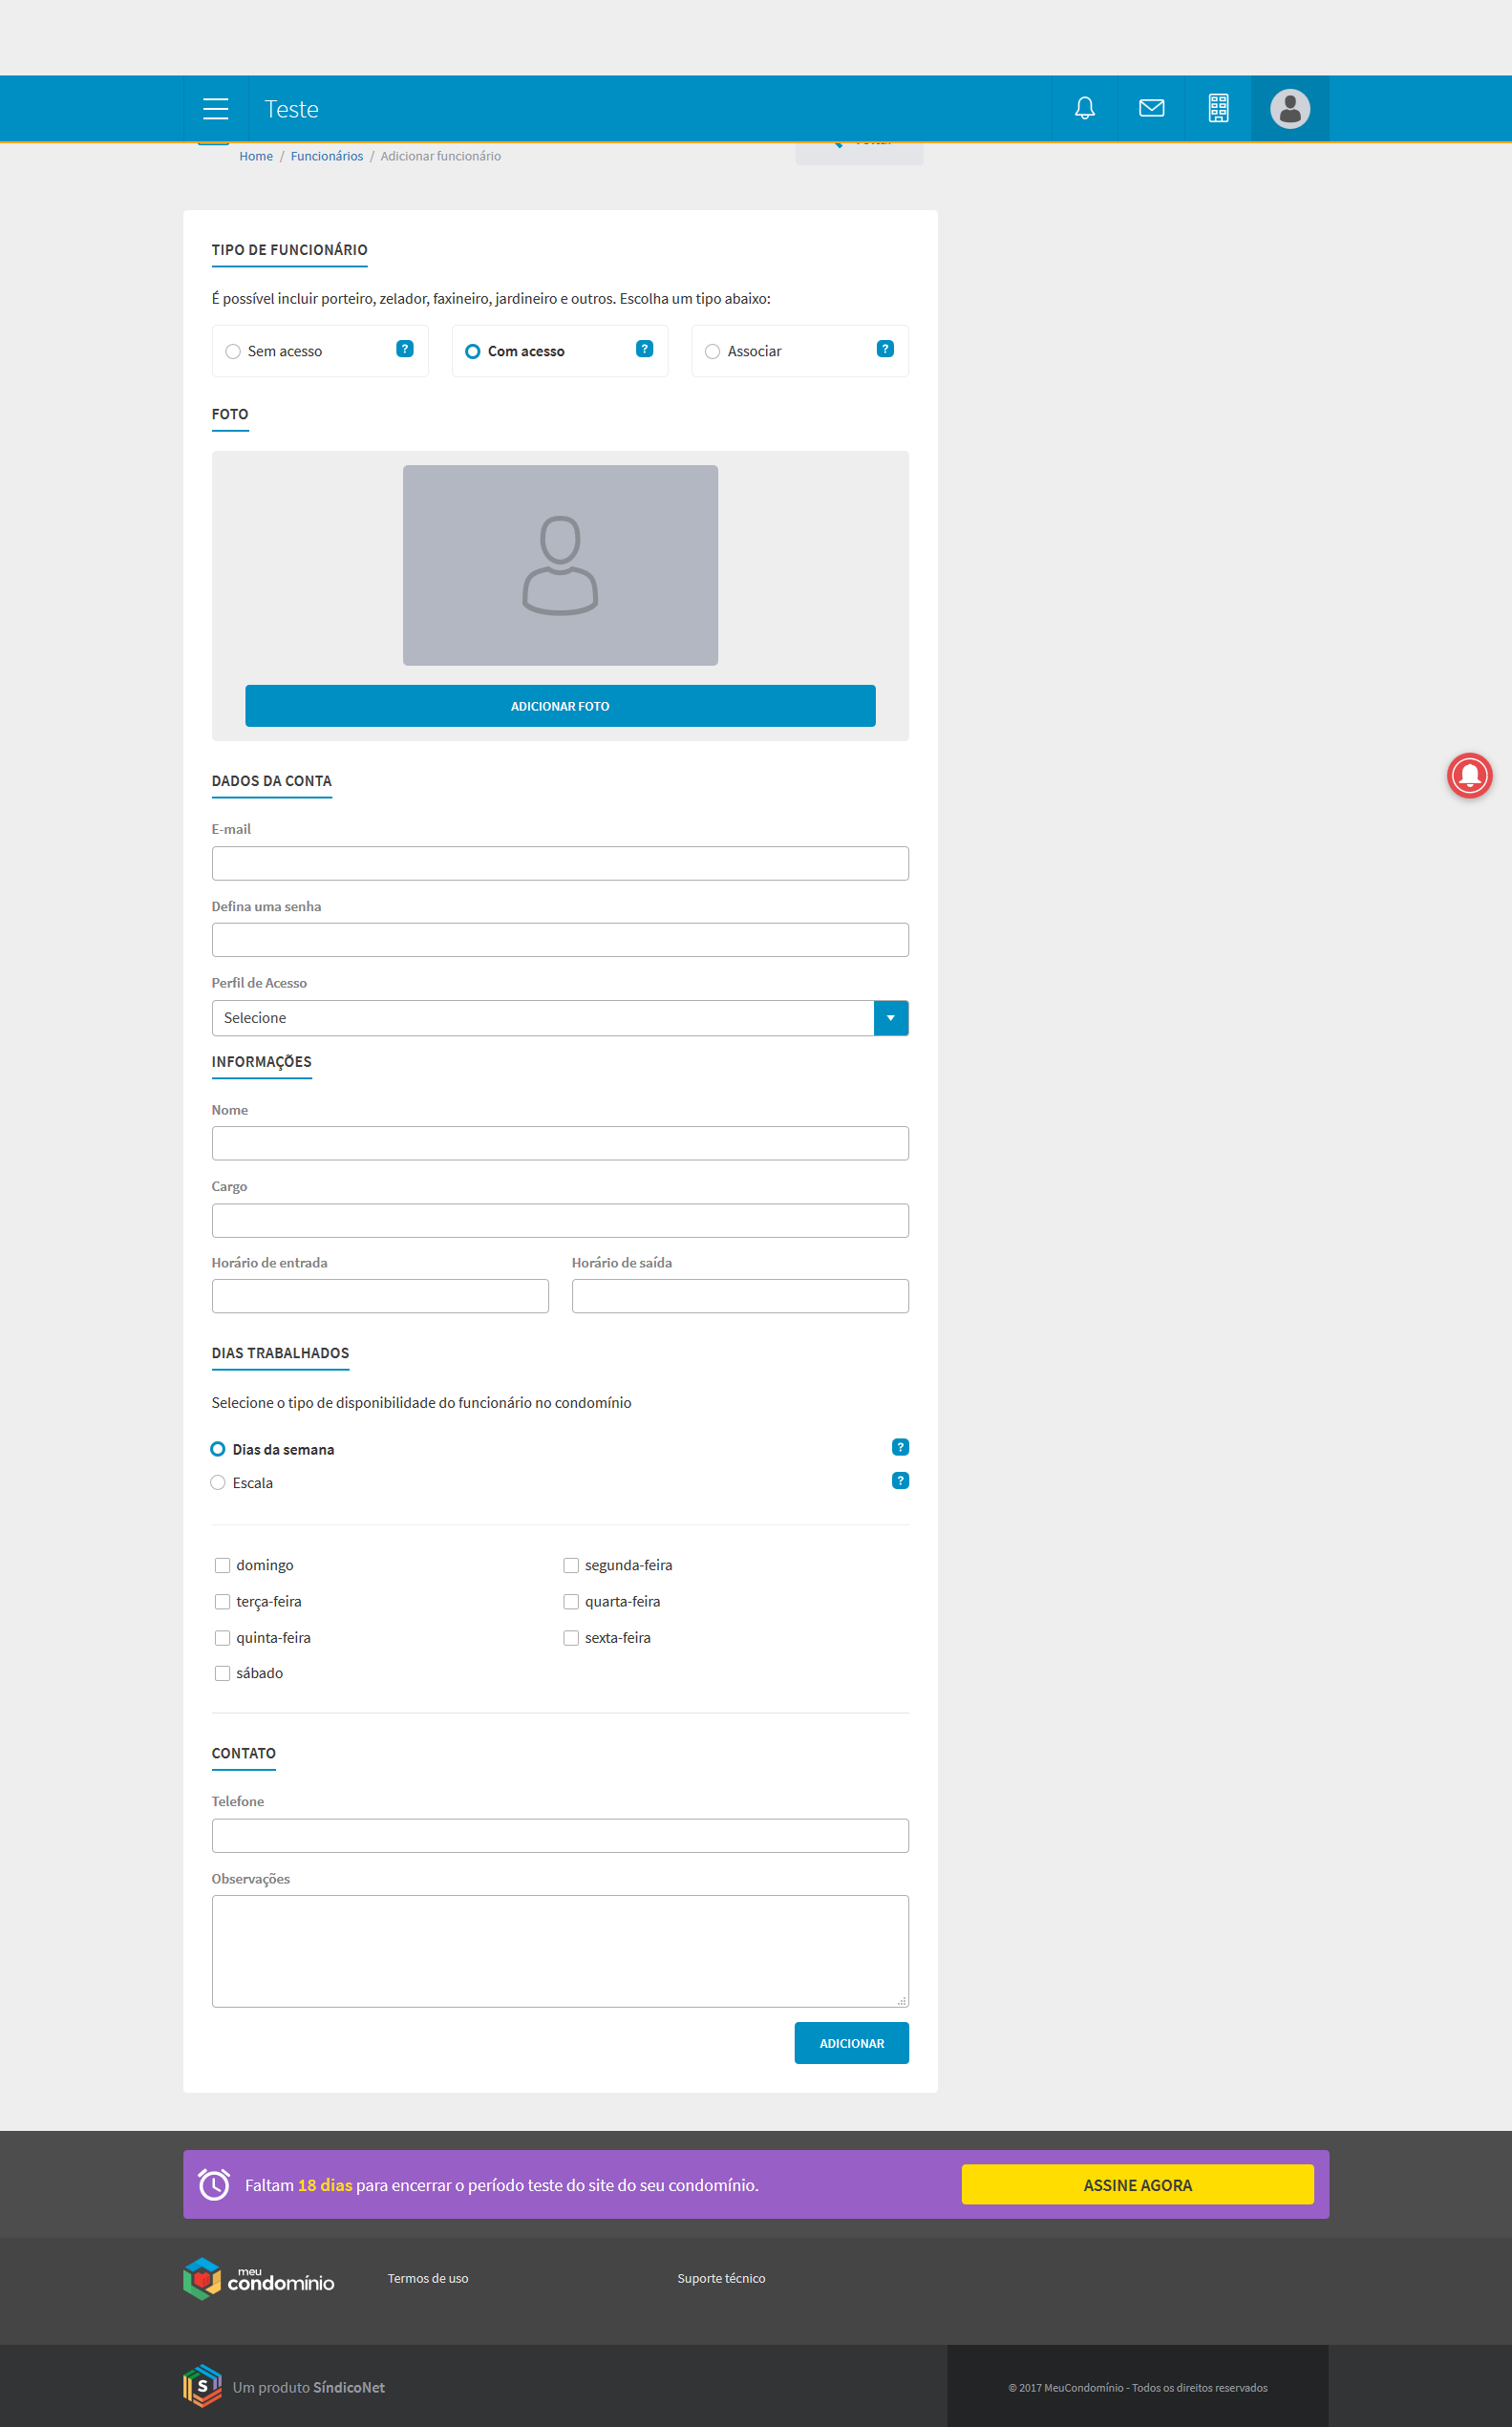 Teste
Home / Funcionários / Adicionar funcionário
TIPO DE FUNCIONÁRIO
É possível incluir porteiro, zelador, faxineiro, jardineiro e outros. Escolha um tipo abaixo:
Sem acesso ? Com acesso ? Associar ?
FOTO
ADICIONAR FOTO
DADOS DA CONTA
E-mail
Defina uma senha
Perfil de Acesso
Selecione
INFORMAÇÕES
Nome
Cargo
Horário de entrada Horário de saída
DIAS TRABALHADOS
Selecione o tipo de disponibilidade do funcionário no condomínio
Dias da semana ?
Escala ?
domingo segunda-feira
terça-feira quarta-feira
quinta-feira sexta-feira
sábado
CONTATO
Telefone
Observações
ADICIONAR
Faltam 18 dias para encerrar o período teste do site do seu condomínio. ASSINE AGORA
meu
condomínio Termos de uso Suporte técnico
S Um produto SíndicoNet © 2017 MeuCondomínio - Todos os direitos reservados